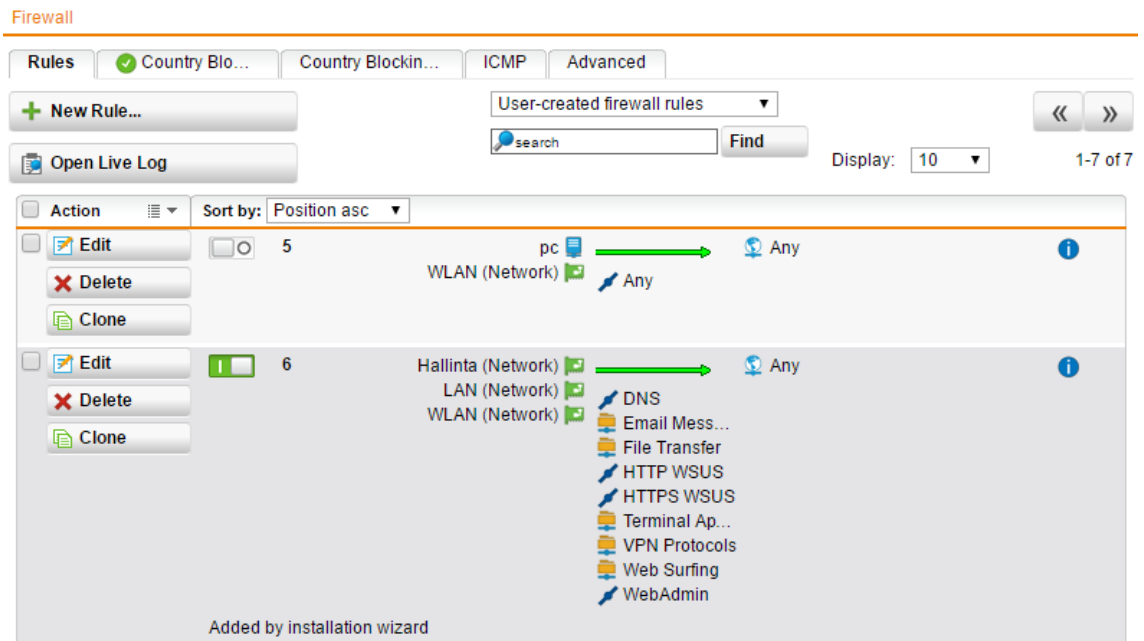 Firewall
Rules Country Blo... Country Blockin... ICMP Advanced
New Rule... User-created firewall rules « »
search Find
Open Live Log Display: 10 1-7 of 7
Action Sort by: Position asc
Edit 5 pc Any
Delete WLAN (Network) Any
Clone
Edit 6 Hallinta (Network) Any
LAN (Network) DNS
Delete WLAN (Network) Email Mess...
Clone File Transfer
HTTP WSUS
HTTPS WSUS
Terminal Ap...
VPN Protocols
Web Surfing
WebAdmin
Added by installation wizard